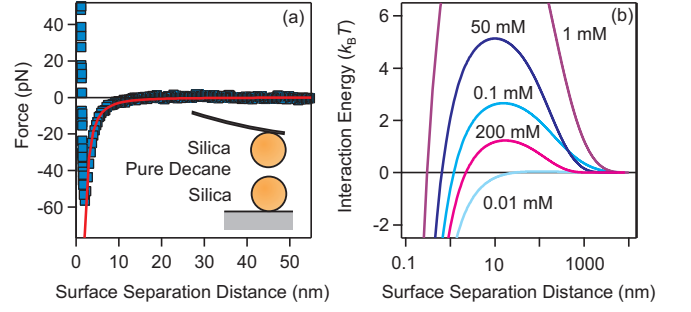 (a)
Force (pN)
0
-20
-40
-60
Silica
Pure Decane
Silica
0 10 20 30 40 50
Surface Separation Distance (nm)
(b)
Interaction Energy (kBT)
6
4
2
0
-2
50 mM
1 mM
0.1 mM
200 mM
0.01 mM
0.1 10 1000
Surface Separation Distance (nm)